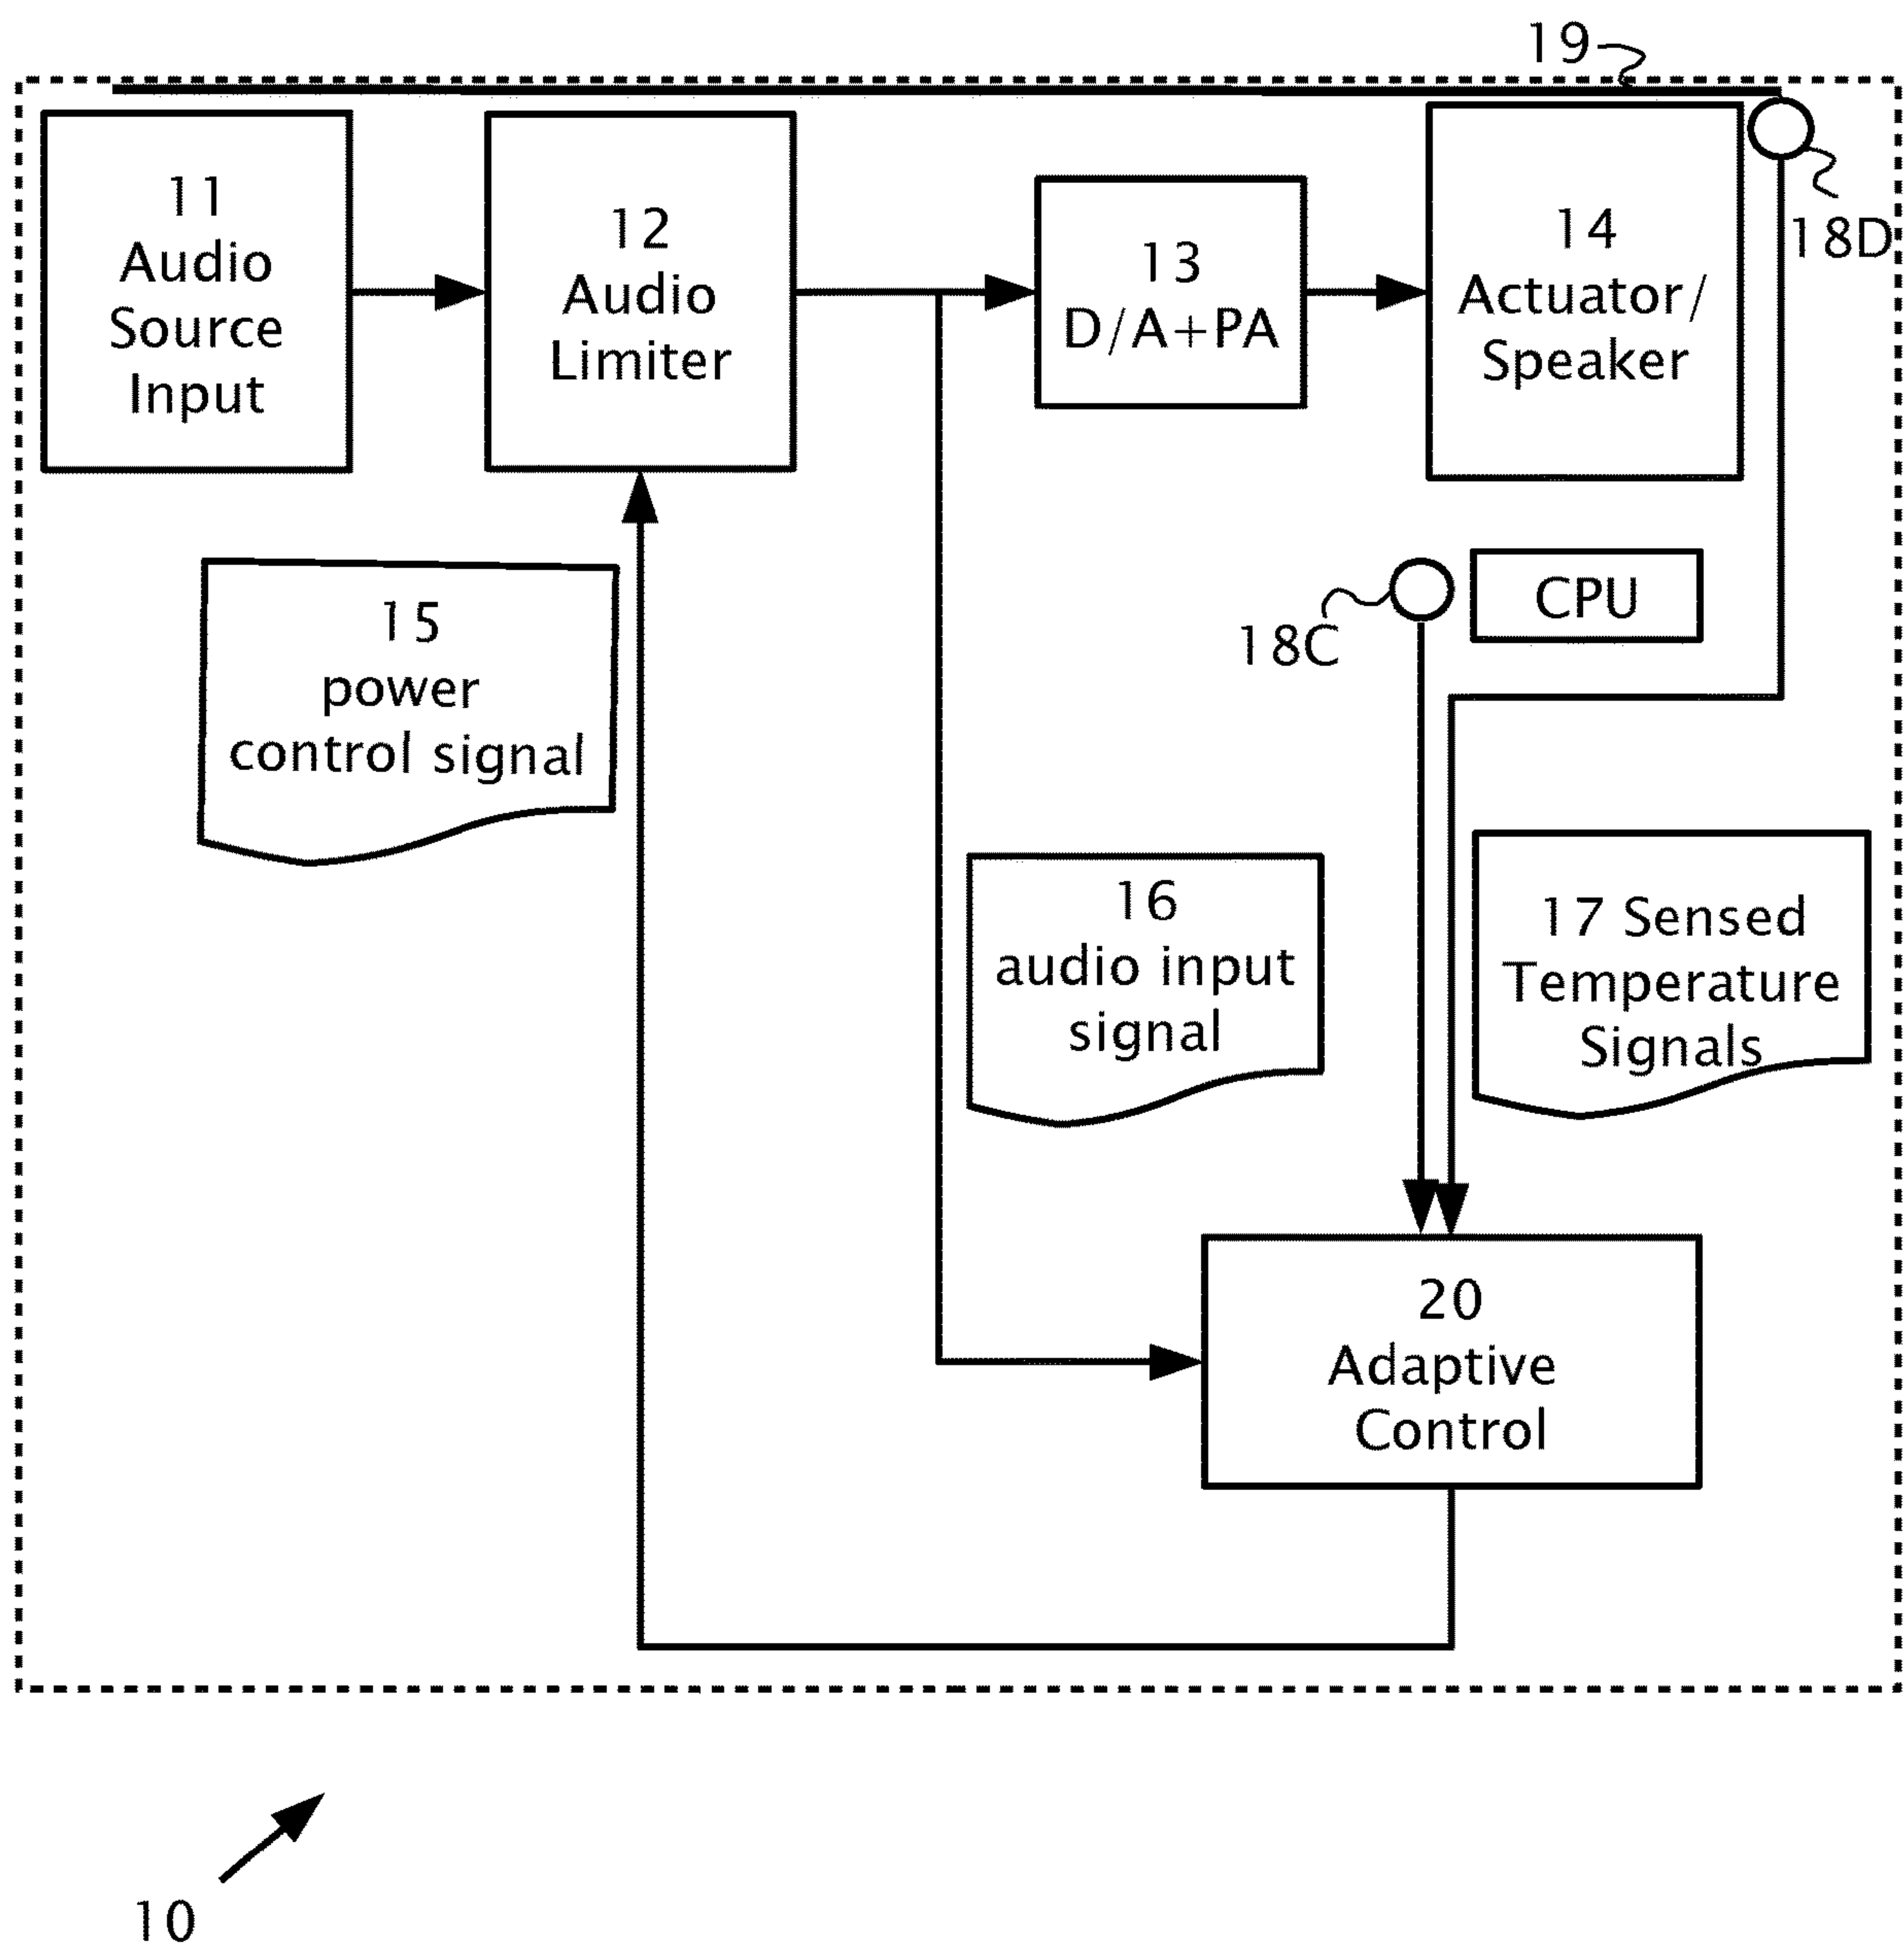 19
11
Audio
Source
Input
12
Audio
Limiter
13
D/A+PA
14
Actuator/
Speaker
18D
15
power
control signal
18C
CPU
16
audio input
signal
17 Sensed
Temperature
Signals
20
Adaptive
Control
10